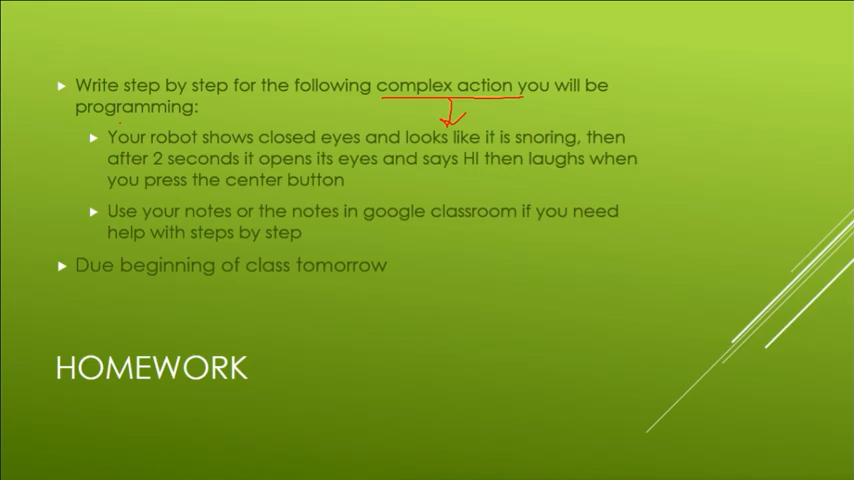 Write step by step for the following complex action you will be
programming:
Your robot shows closed eyes and looks like it is snoring, then
after 2 seconds it opens its eyes and says HI then laughs when
you press the center button
Use your notes or the notes in google classroom if you need
help with steps by step
Due beginning of class tomorrow
HOMEWORK